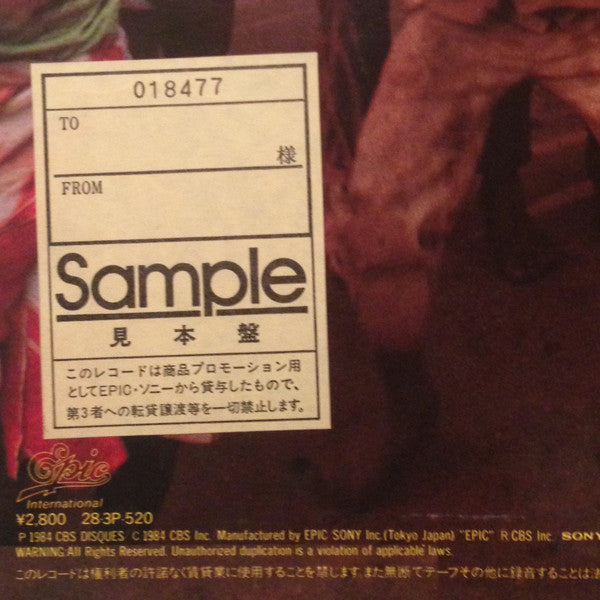 018477
TO
様
FROM
Sample
見本盤
このレコードは商品プロモーション用
としてEPIC・ソニーから貸与したもので、
第3者への転貸譲渡等を一切禁止します。
Epic
International
¥2,800 28·3P-520
P 1984 CBS DISQUES C 1984 CBS Inc. Manufactured by EPIC SONY Inc.(Tokyo Japan) "EPIC" R CBS Inc. SONY
WARNING:All Rights Reserved. Unauthorized duplication is a violation of applicable laws.
このレコードは権利者の許諾なく賃貸業に使用することを禁じます.また無断でテープその他に録音することは法